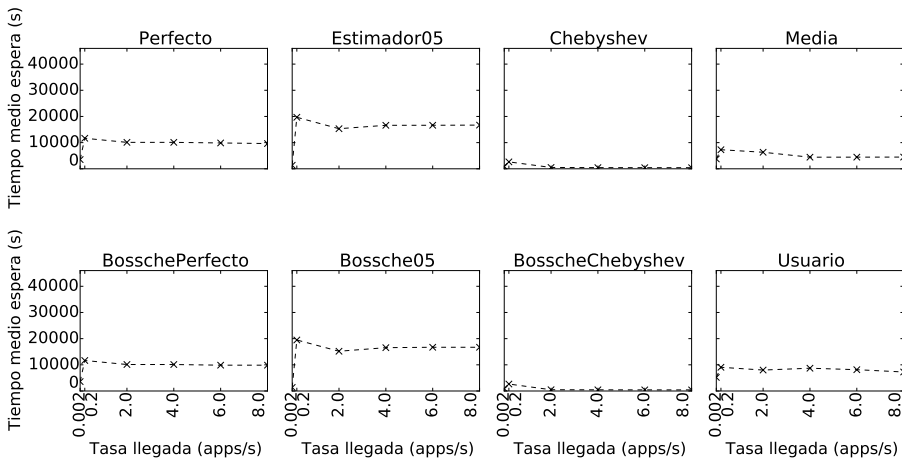 Perfecto Estimador05 Chebyshev Media
Tiempo medio espera (s)
40000
30000
20000
10000
0
BosschePerfecto Bossche05 BosscheChebyshev Usuario
Tiempo medio espera (s)
40000
30000
20000
10000
0
0.002 0.2 2.0 4.0 6.0 8.0 0.002 0.2 2.0 4.0 6.0 8.0 0.002 0.2 2.0 4.0 6.0 8.0 0.002 0.2 2.0 4.0 6.0 8.0
Tasa llegada (apps/s) Tasa llegada (apps/s) Tasa llegada (apps/s) Tasa llegada (apps/s)